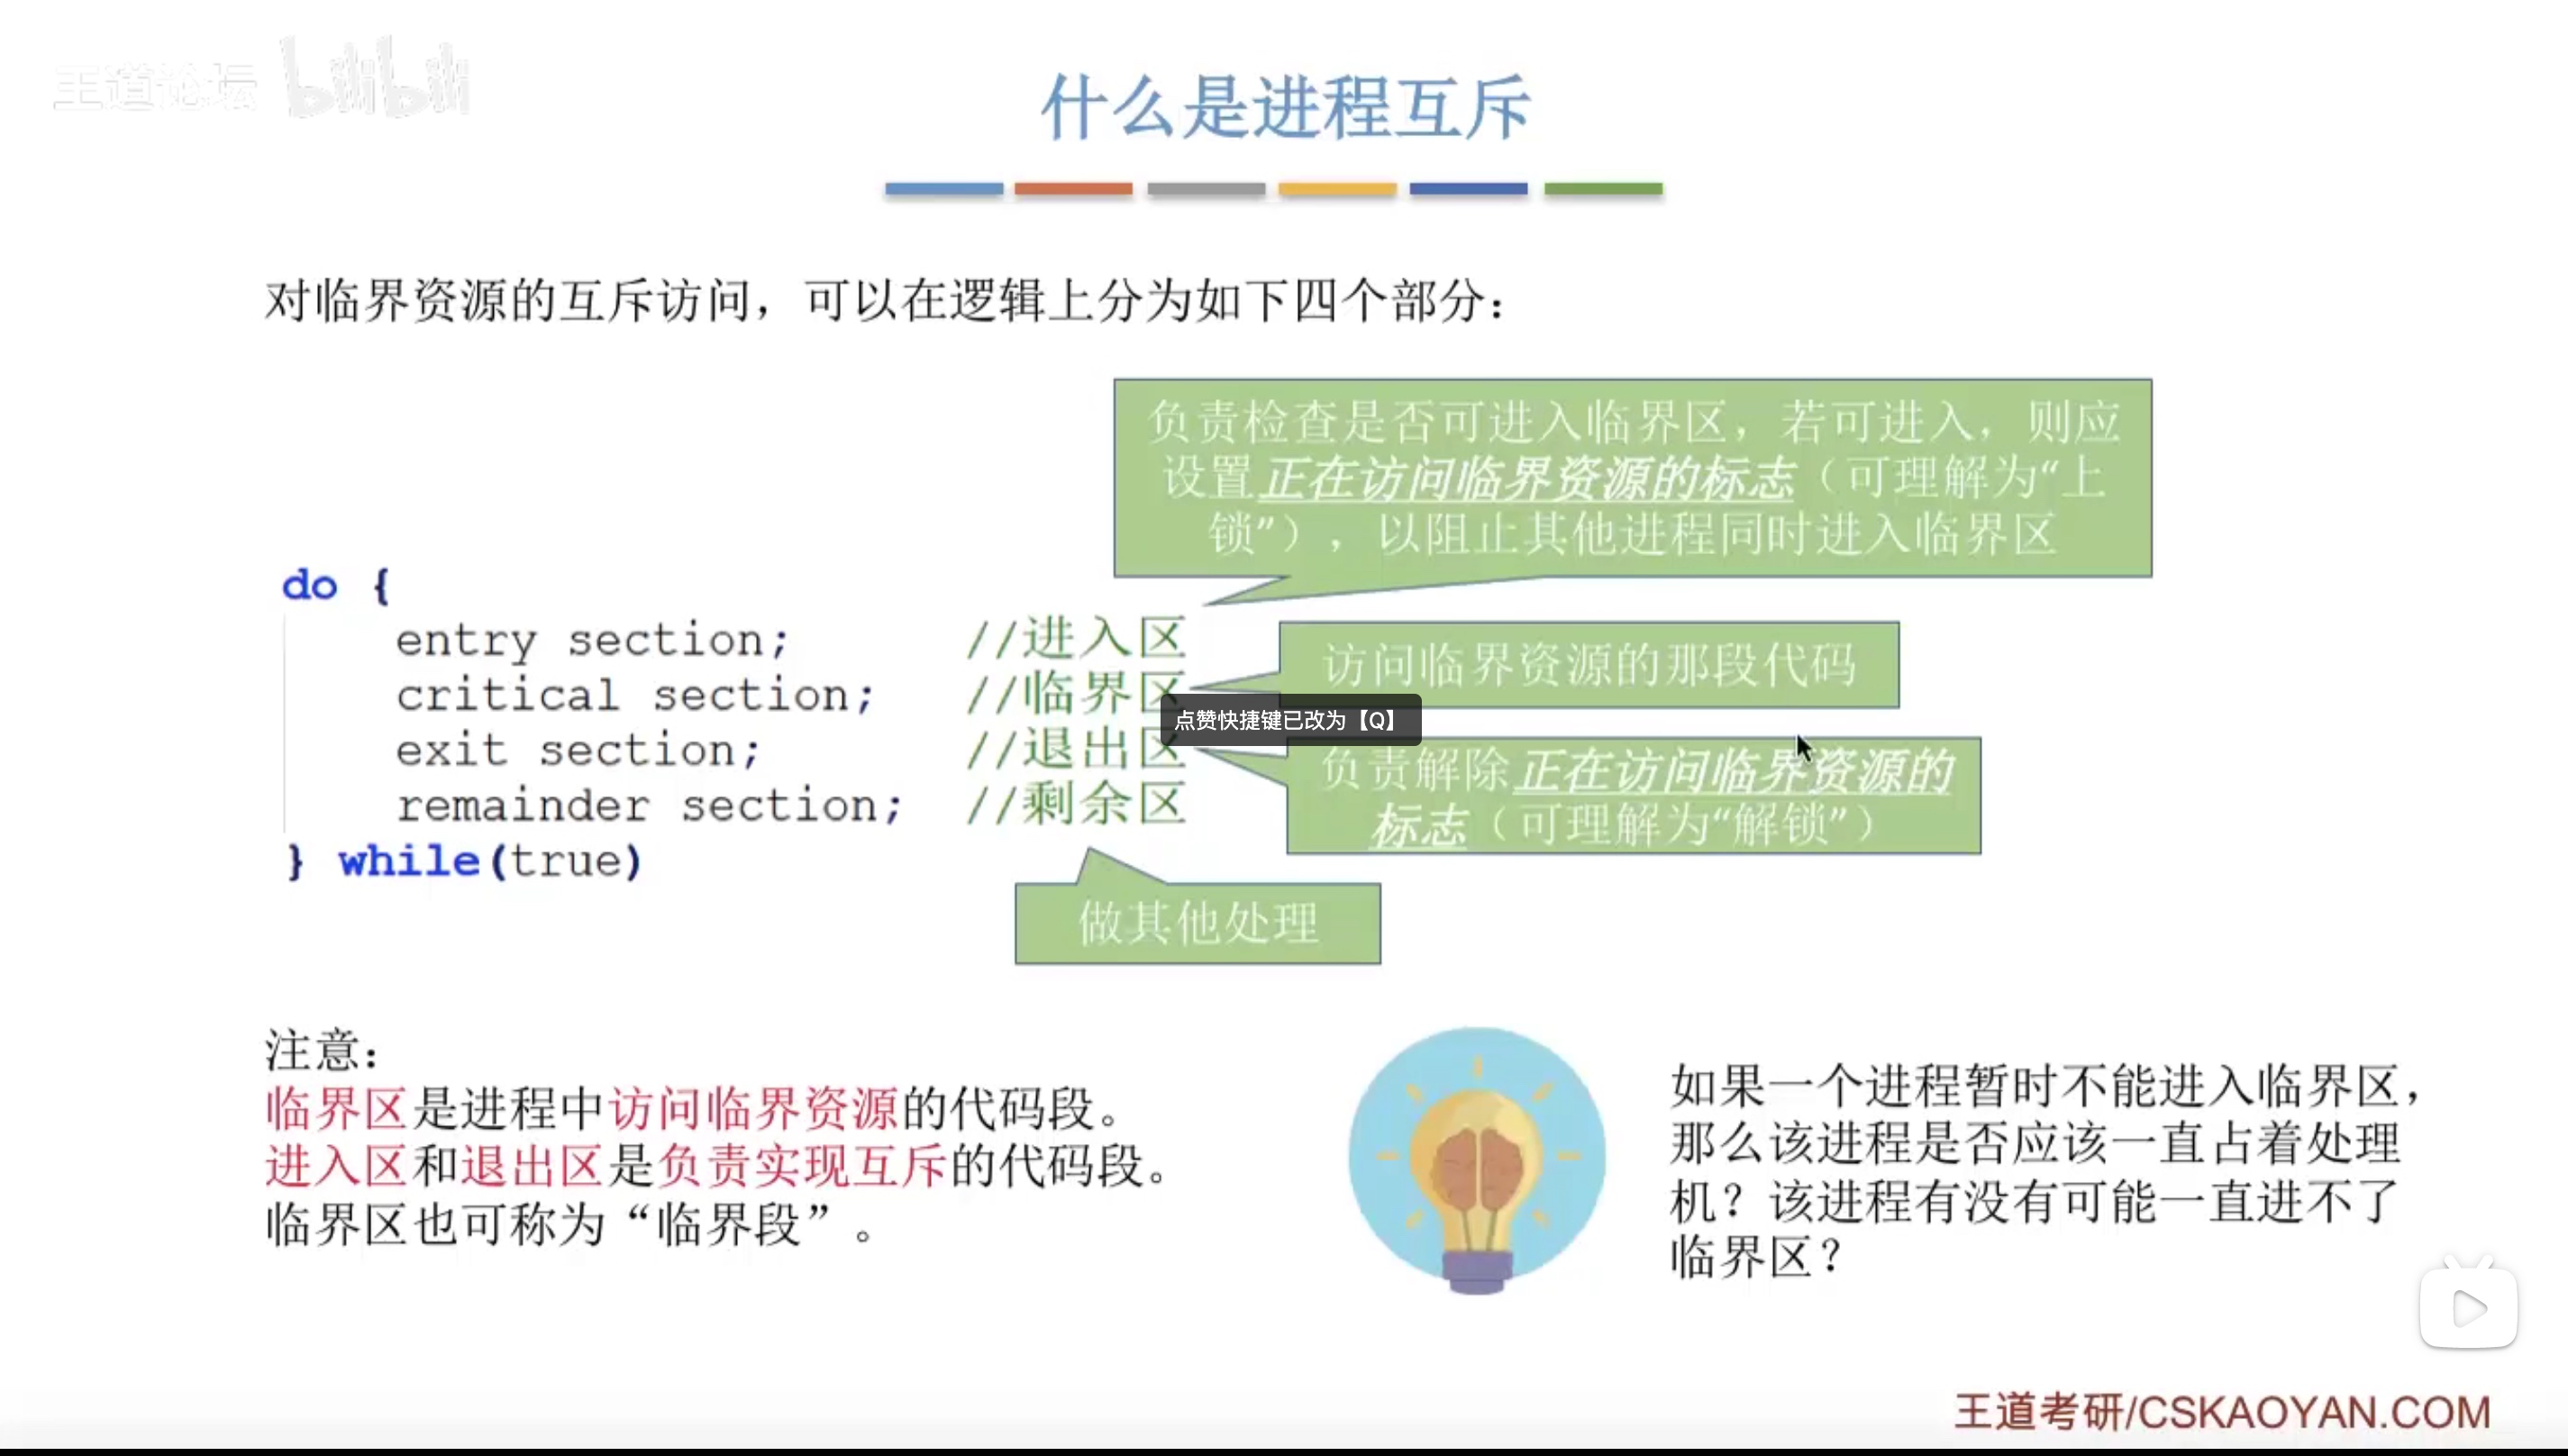 王道论坛 bilibili
什么是进程互斥
对临界资源的互斥访问，可以在逻辑上分为如下四个部分：
负责检查是否可进入临界区，若可进入，则应
设置正在访问临界资源的标志（可理解为“上
锁”），以阻止其他进程同时进入临界区
do {
entry section; //进入区
访问临界资源的那段代码
critical section; //临界区
点赞快捷键已改为【Q】
exit section; //退出区
负责解除正在访问临界资源的
标志（可理解为“解锁”）
remainder section; //剩余区
} while(true)
做其他处理
注意：
临界区是进程中访问临界资源的代码段。
进入区和退出区是负责实现互斥的代码段。
临界区也可称为“临界段”。
如果一个进程暂时不能进入临界区，
那么该进程是否应该一直占着处理
机？该进程有没有可能一直进不了
临界区？
王道考研/CSKAOYAN.COM